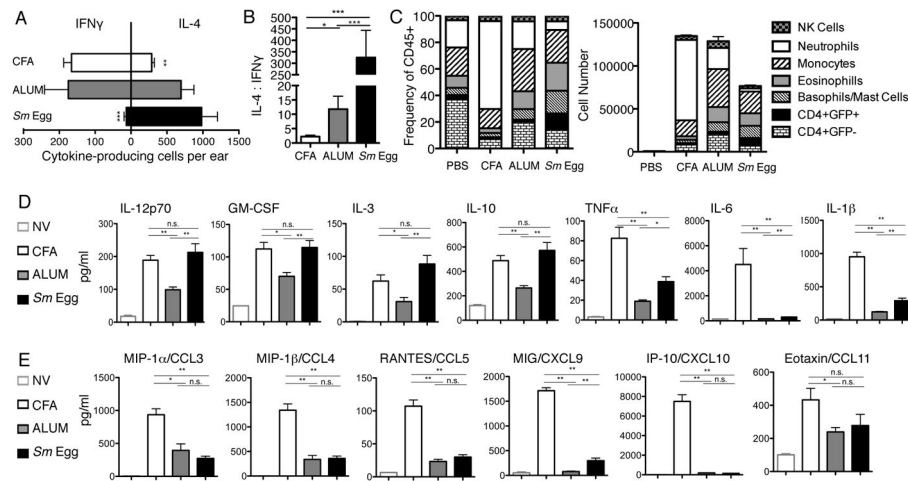 A
IFNγ
IL-4
CFA
**
ALUM
***
Sm Egg
300 200 100 0 500 1000 1500
Cytokine-producing cells per ear
B
***
* ***
IL-4 : IFNγ
500
450
400
350
300
250
200
150
100
20
15
10
5
0
CFA ALUM Sm Egg
C
Frequency of CD45+
100
80
60
40
20
0
PBS CFA ALUM Sm Egg
Cell Number
150000
100000
50000
0
PBS CFA ALUM Sm Egg
NK Cells
Neutrophils
Monocytes
Eosinophils
Basophils/Mast Cells
CD4+GFP+
CD4+GFP-
D
NV
CFA
ALUM
Sm Egg
pg/ml
IL-12p70
n.s.
** **
250
200
150
100
50
0
GM-CSF
n.s.
* **
150
100
50
0
IL-3
n.s.
* **
150
100
50
0
IL-10
n.s.
** **
800
600
400
200
0
TNFα
**
** *
100
80
60
40
20
0
IL-6
**
** **
8000
6000
4000
2000
0
IL-1β
**
** **
1500
1000
500
0
E
NV
CFA
ALUM
Sm Egg
pg/ml
MIP-1α/CCL3
**
* n.s.
1500
1000
500
0
MIP-1β/CCL4
**
** n.s.
2000
1500
1000
500
0
RANTES/CCL5
**
** n.s.
150
100
50
0
MIG/CXCL9
**
** **
2000
1500
1000
500
0
IP-10/CXCL10
**
** n.s.
10000
8000
6000
4000
2000
0
Eotaxin/CCL11
n.s.
* n.s.
600
400
200
0